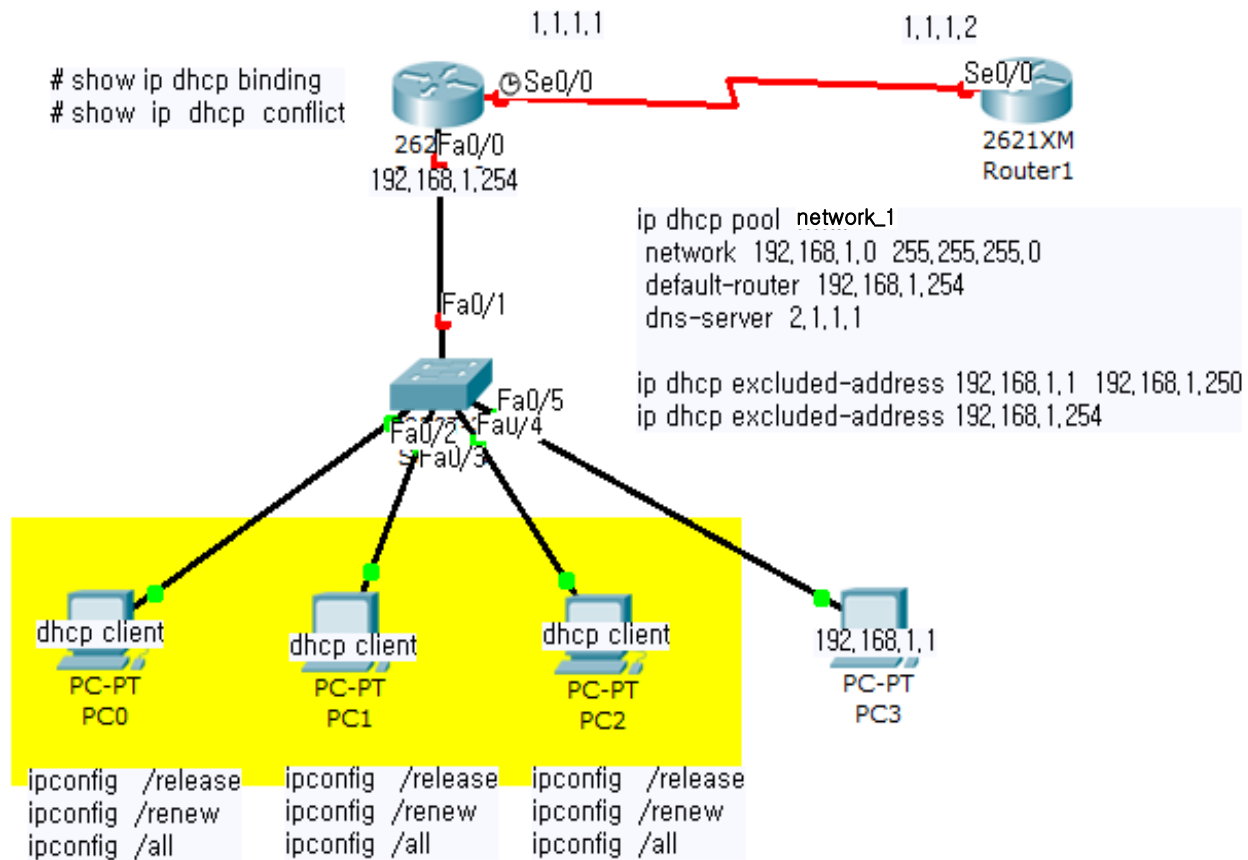 1,1,1,1
1,1,1,2
# show ip dhcp binding
# show ip dhcp conflict
Se0/0
Se0/0
262
Fa0/0
192,168,1,254
2621XM
Router1
ip dhcp pool network_1
network 192,168,1,0 255,255,255,0
default-router 192,168,1,254
dns-server 2,1,1,1
ip dhcp excluded-address 192,168,1,1 192,168,1,250
ip dhcp excluded-address 192,168,1,254
Fa0/1
Fa0/5
Fa0/2
Fa0/4
Fa0/3
dhcp client
PC-PT
PC0
dhcp client
PC-PT
PC1
dhcp client
PC-PT
PC2
192,168,1,1
PC-PT
PC3
ipconfig /release
ipconfig /renew
ipconfig /all
ipconfig /release
ipconfig /renew
ipconfig /all
ipconfig /release
ipconfig /renew
ipconfig /all